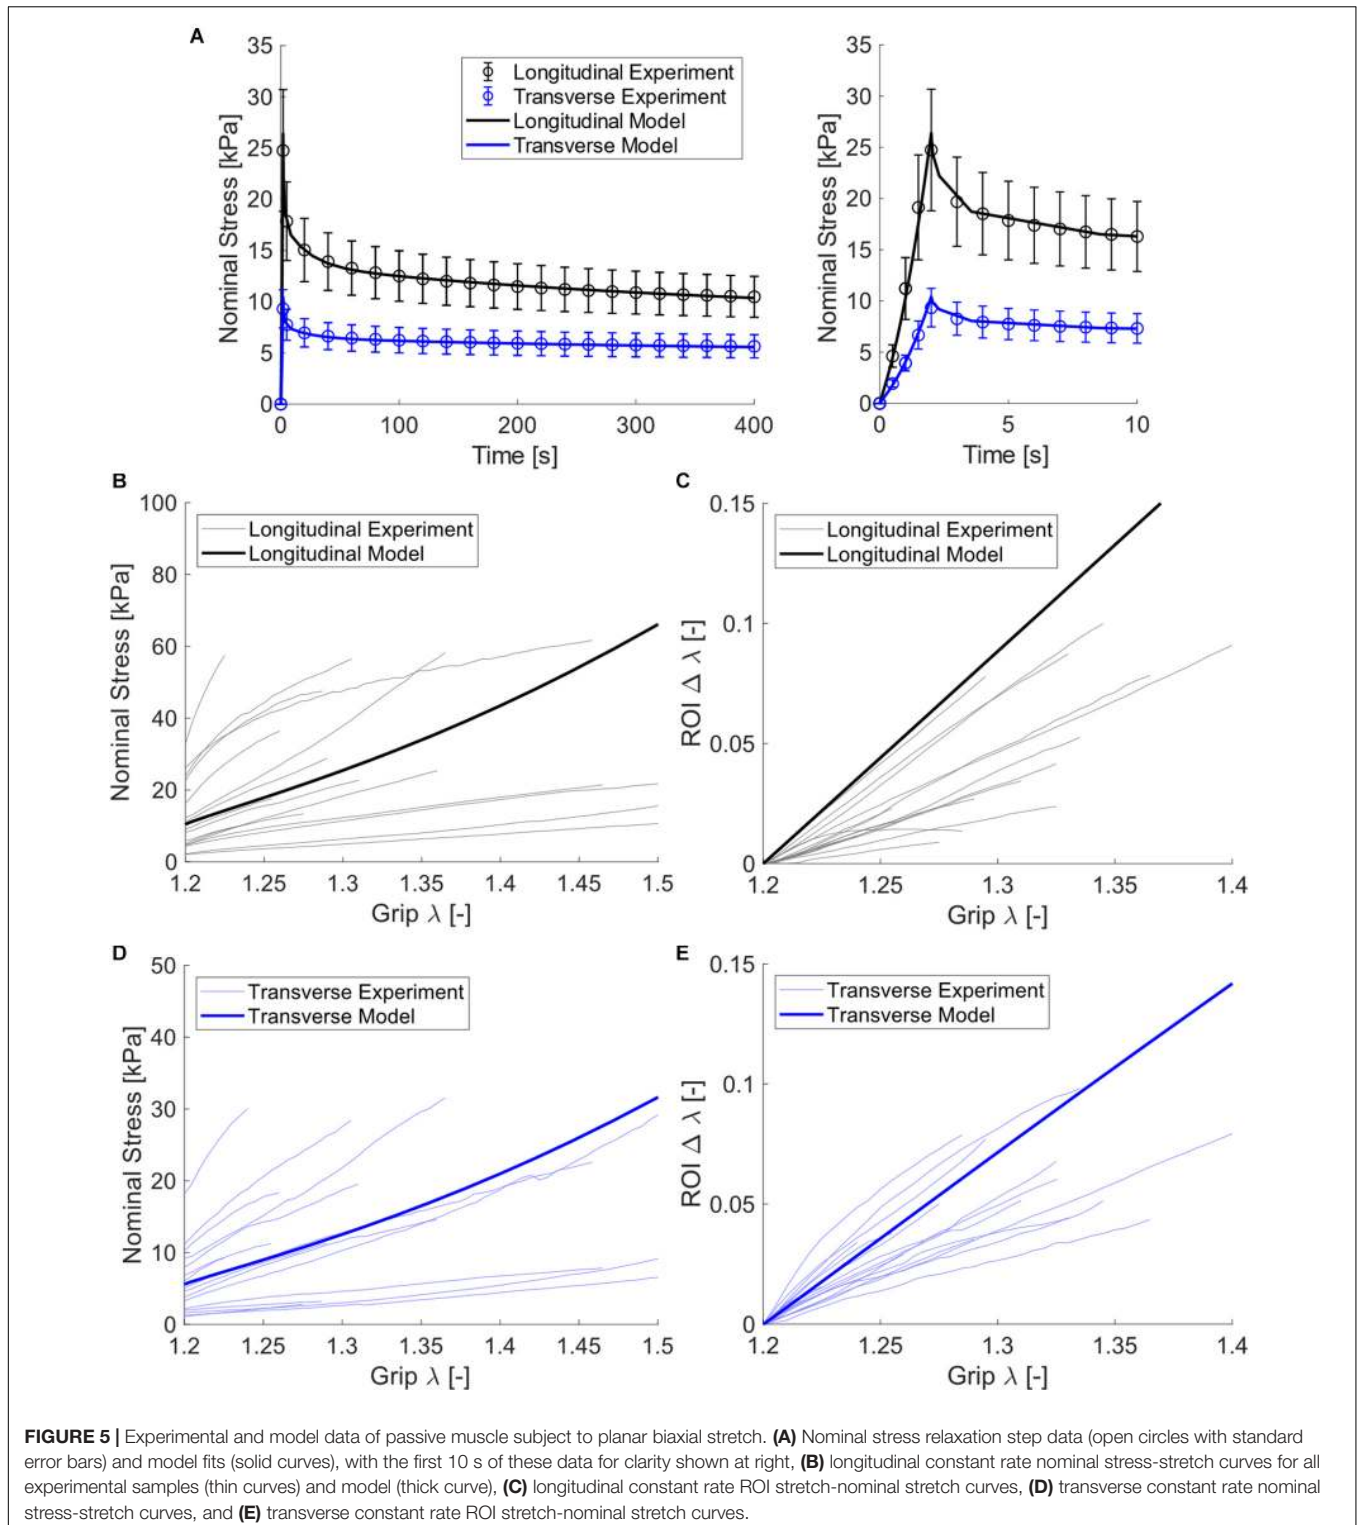 A
35
30
25
20
15
10
5
0
Nominal Stress [kPa]
0 100 200 300 400
Time [s]
Longitudinal Experiment
Transverse Experiment
Longitudinal Model
Transverse Model
35
30
25
20
15
10
5
0
Nominal Stress [kPa]
0 5 10
Time [s]
B
100
80
60
40
20
0
Nominal Stress [kPa]
Longitudinal Experiment
Longitudinal Model
1.2 1.25 1.3 1.35 1.4 1.45 1.5
Grip λ [-]
C
0.15
0.1
0.05
0
ROI Δ λ [-]
Longitudinal Experiment
Longitudinal Model
1.2 1.25 1.3 1.35 1.4
Grip λ [-]
D
50
40
30
20
10
0
Nominal Stress [kPa]
Transverse Experiment
Transverse Model
1.2 1.25 1.3 1.35 1.4 1.45 1.5
Grip λ [-]
E
0.15
0.1
0.05
0
ROI Δ λ [-]
Transverse Experiment
Transverse Model
1.2 1.25 1.3 1.35 1.4
Grip λ [-]
FIGURE 5 | Experimental and model data of passive muscle subject to planar biaxial stretch. (A) Nominal stress relaxation step data (open circles with standard
error bars) and model fits (solid curves), with the first 10 s of these data for clarity shown at right, (B) longitudinal constant rate nominal stress-stretch curves for all
experimental samples (thin curves) and model (thick curve), (C) longitudinal constant rate ROI stretch-nominal stretch curves, (D) transverse constant rate nominal
stress-stretch curves, and (E) transverse constant rate ROI stretch-nominal stretch curves.